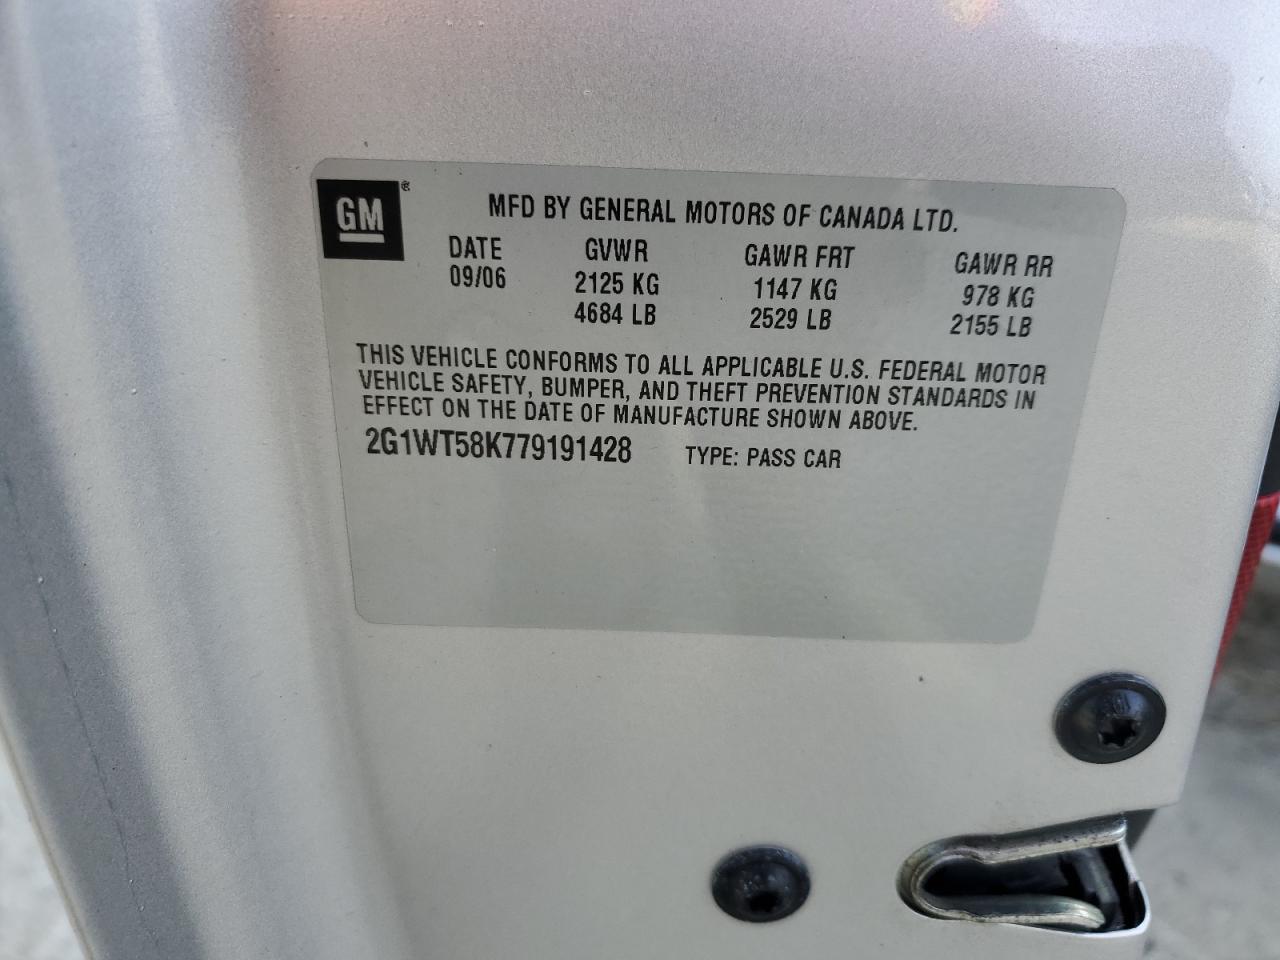 GM ®
MFD BY GENERAL MOTORS OF CANADA LTD.
DATE GVWR GAWR FRT GAWR RR
09/06 2125 KG 1147 KG 978 KG
4684 LB 2529 LB 2155 LB
THIS VEHICLE CONFORMS TO ALL APPLICABLE U.S. FEDERAL MOTOR
VEHICLE SAFETY, BUMPER, AND THEFT PREVENTION STANDARDS IN
EFFECT ON THE DATE OF MANUFACTURE SHOWN ABOVE.
2G1WT58K779191428 TYPE: PASS CAR